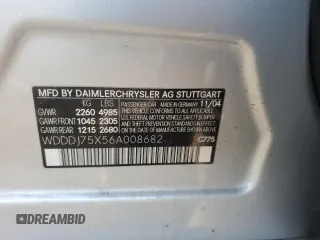 MFD BY DAIMLERCHRYSLER AG STUTTGART
KG LBS MADE IN GERMANY 11/04
GVWR 2260 4985
GAWR FRONT 1045 2305
GAWR REAR 1215 2680
THIS VEHICLE CONFORMS TO ALL APPLICABLE U.S. FEDERAL MOTOR VEHICLE SAFETY, BUMPER AND THEFT PREVENTION STANDARDS IN EFFECT ON THE DATE OF MANUFACTURE SHOWN ABOVE
WDDDJ75X56A008682 C775
DREAMBID